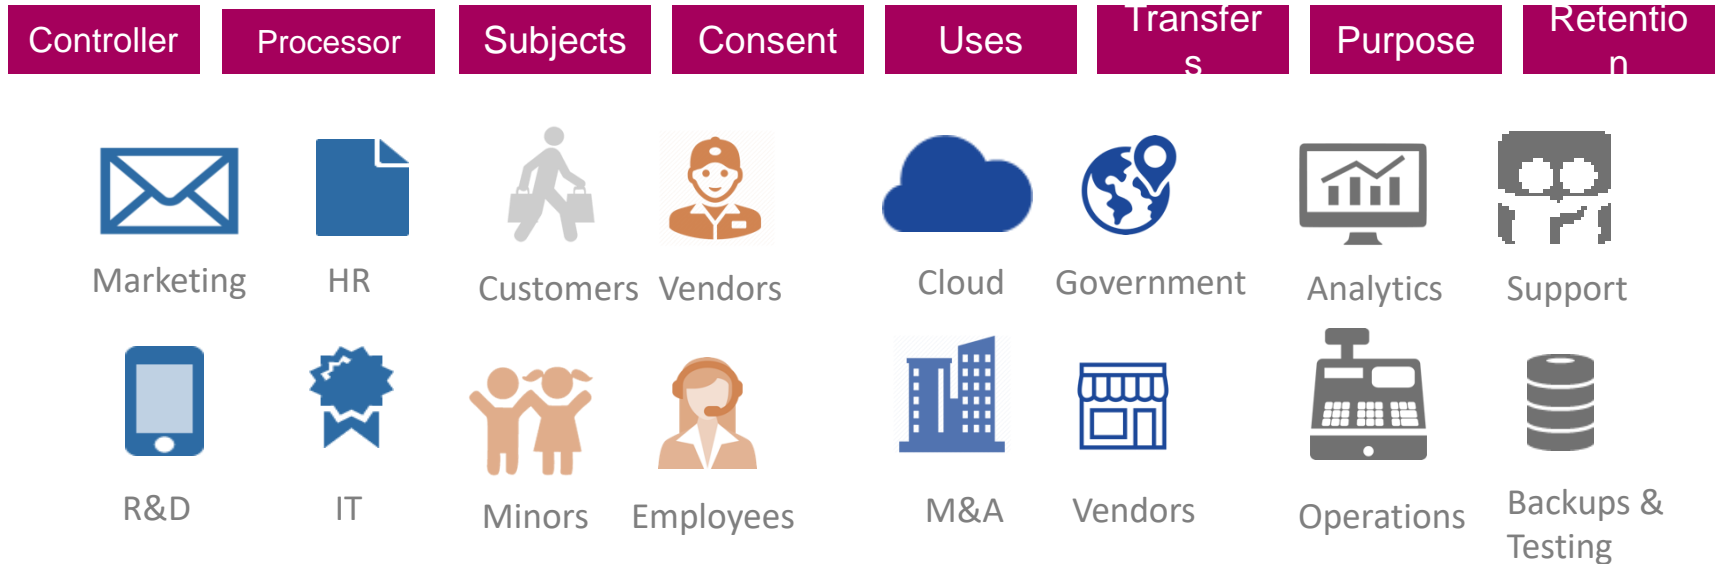 Controller
Processor
Subjects
Consent
Uses
Transfer
s
Purpose
Retentio
n
Marketing
HR
Customers
Vendors
Cloud
Government
Analytics
Support
R&D
IT
Minors
Employees
M&A
Vendors
Operations
Backups &
Testing